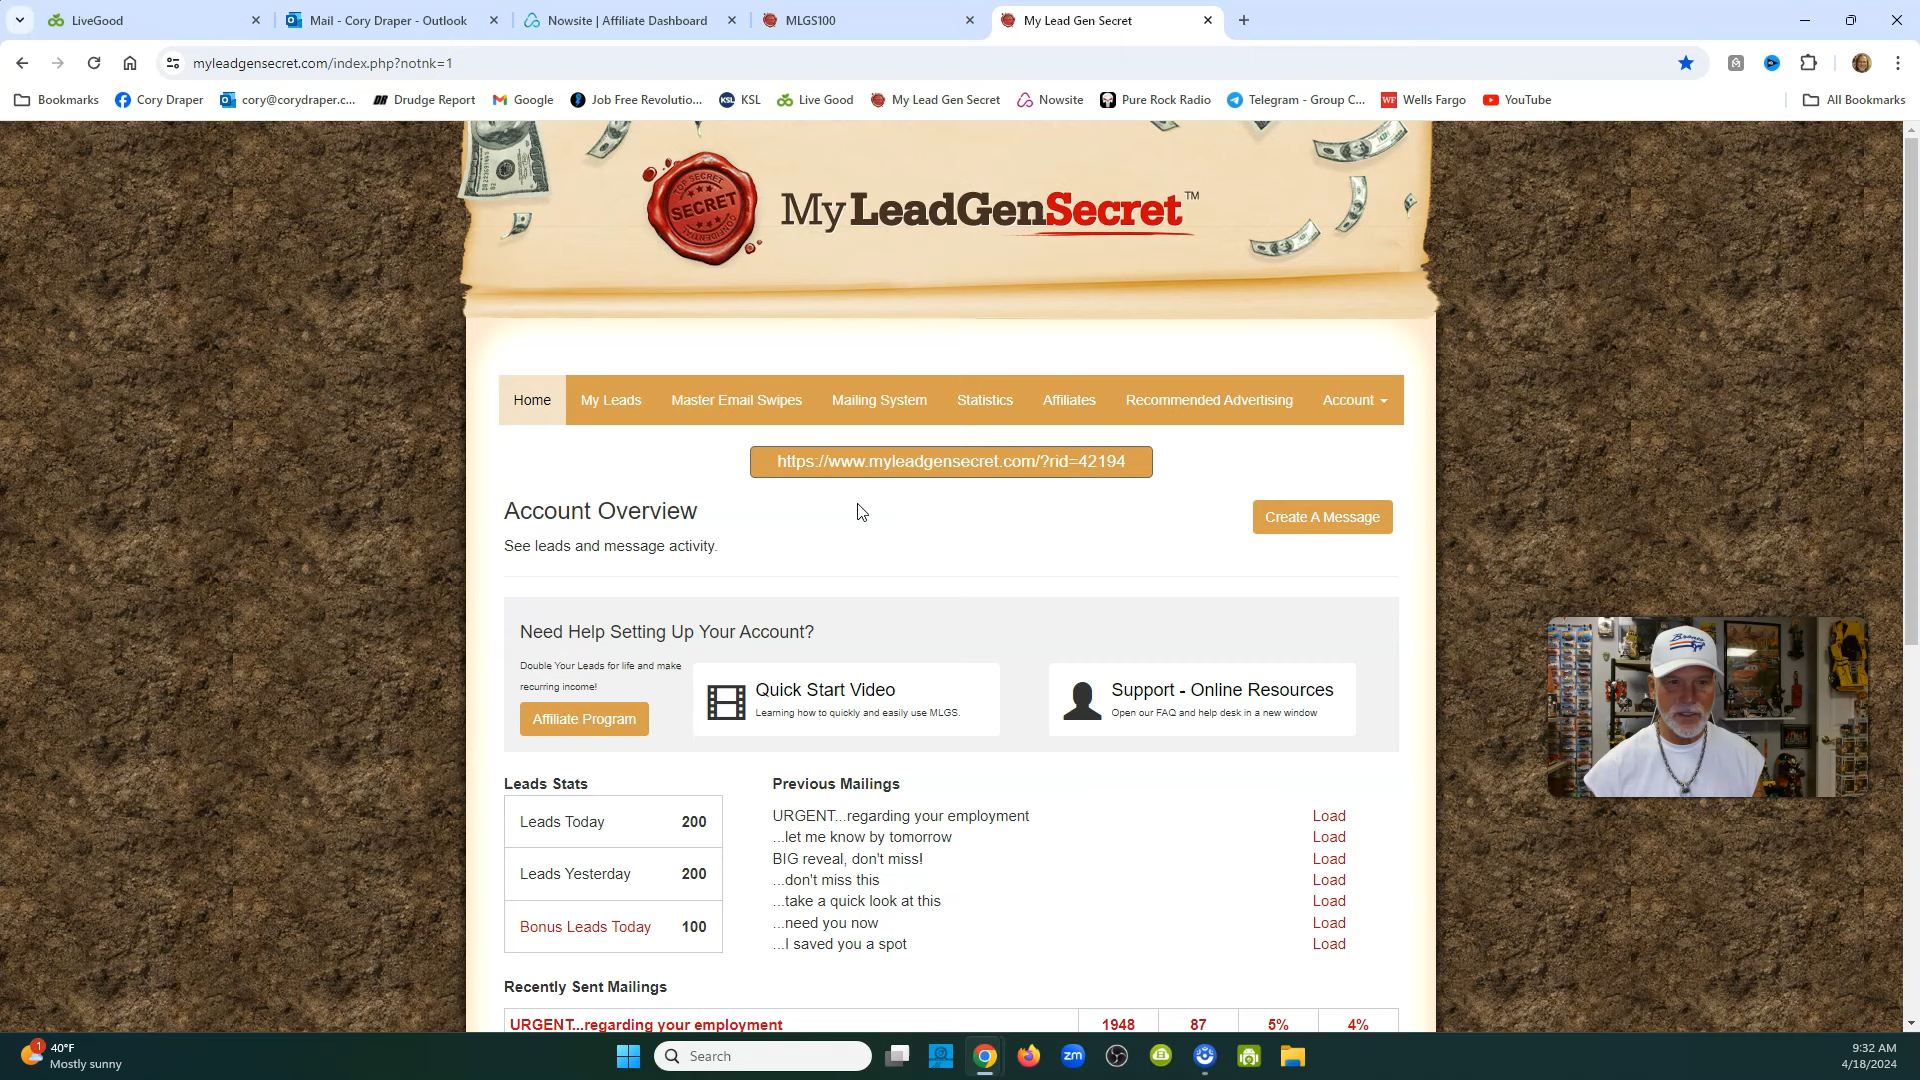 LiveGood
Mail - Cory Draper - Outlook
Nowsite | Affiliate Dashboard
MLGS100
My Lead Gen Secret
myleadgensecret.com/index.php?notnk=1
Bookmarks
Cory Draper
cory@corydraper.c...
Drudge Report
Google
Job Free Revolutio...
KSL
Live Good
My Lead Gen Secret
Nowsite
Pure Rock Radio
Telegram - Group C...
Wells Fargo
YouTube
All Bookmarks
TOP SECRET
SECRET
CONFIDENTIAL
MyLeadGenSecret™
Home
My Leads
Master Email Swipes
Mailing System
Statistics
Affiliates
Recommended Advertising
Account
https://www.myleadgensecret.com/?rid=42194
Account Overview
Create A Message
See leads and message activity.
Need Help Setting Up Your Account?
Double Your Leads for life and make
recurring income!
Affiliate Program
Quick Start Video
Learning how to quickly and easily use MLGS.
Support - Online Resources
Open our FAQ and help desk in a new window
Leads Stats
Leads Today 200
Leads Yesterday 200
Bonus Leads Today 100
Previous Mailings
URGENT...regarding your employment Load
...let me know by tomorrow Load
BIG reveal, don't miss! Load
...don't miss this Load
...take a quick look at this Load
...need you now Load
...I saved you a spot Load
Recently Sent Mailings
URGENT...regarding your employment 1948 87 5% 4%
Broncos
1
40°F
Mostly sunny
Search
zm
9:32 AM
4/18/2024